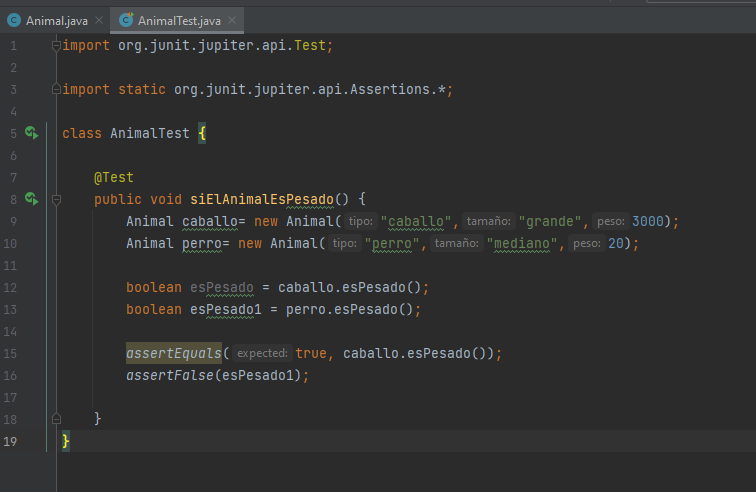 Animal.java × AnimalTest.java ×
1 import org.junit.jupiter.api.Test;
2
3 import static org.junit.jupiter.api.Assertions.*;
4
5 class AnimalTest {
6
7 @Test
8 public void siElAnimalEsPesado() {
9 Animal caballo= new Animal( tipo: "caballo", tamaño: "grande", peso: 3000);
10 Animal perro= new Animal( tipo: "perro", tamaño: "mediano", peso: 20);
11
12 boolean esPesado = caballo.esPesado();
13 boolean esPesado1 = perro.esPesado();
14
15 assertEquals( expected: true, caballo.esPesado());
16 assertFalse(esPesado1);
17
18 }
19 }